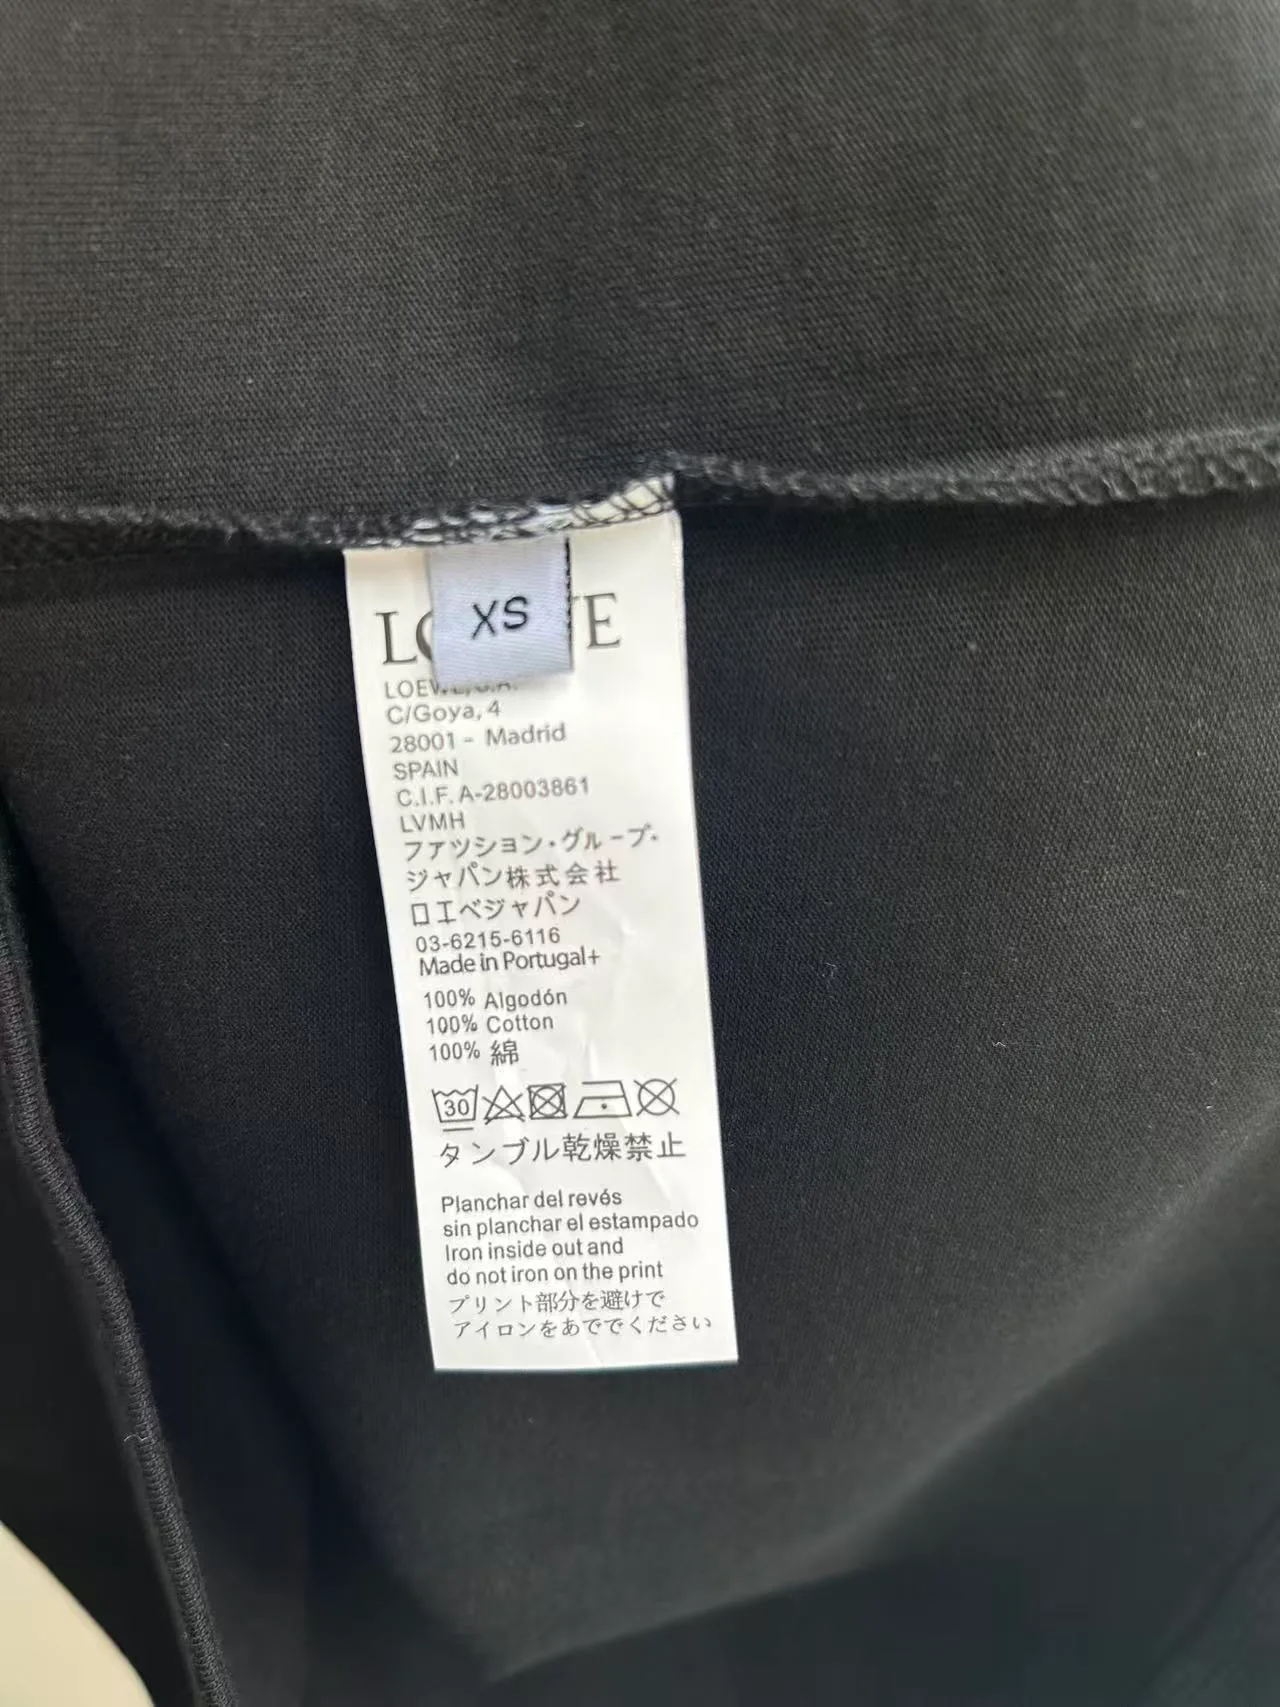 XS
C/Goya, 4
28001 - Madrid
SPAIN
C.I.F. A-28003861
LVMH
ファッション・グループ・
ジャパン株式会社
ロエベジャパン
03-6215-6116
Made in Portugal+
100% Algodón
100% Cotton
100% 綿
30
タンブル乾燥禁止
Planchar del revés
sin planchar el estampado
Iron inside out and
do not iron on the print
プリント部分を避けで
アイロンをあででください